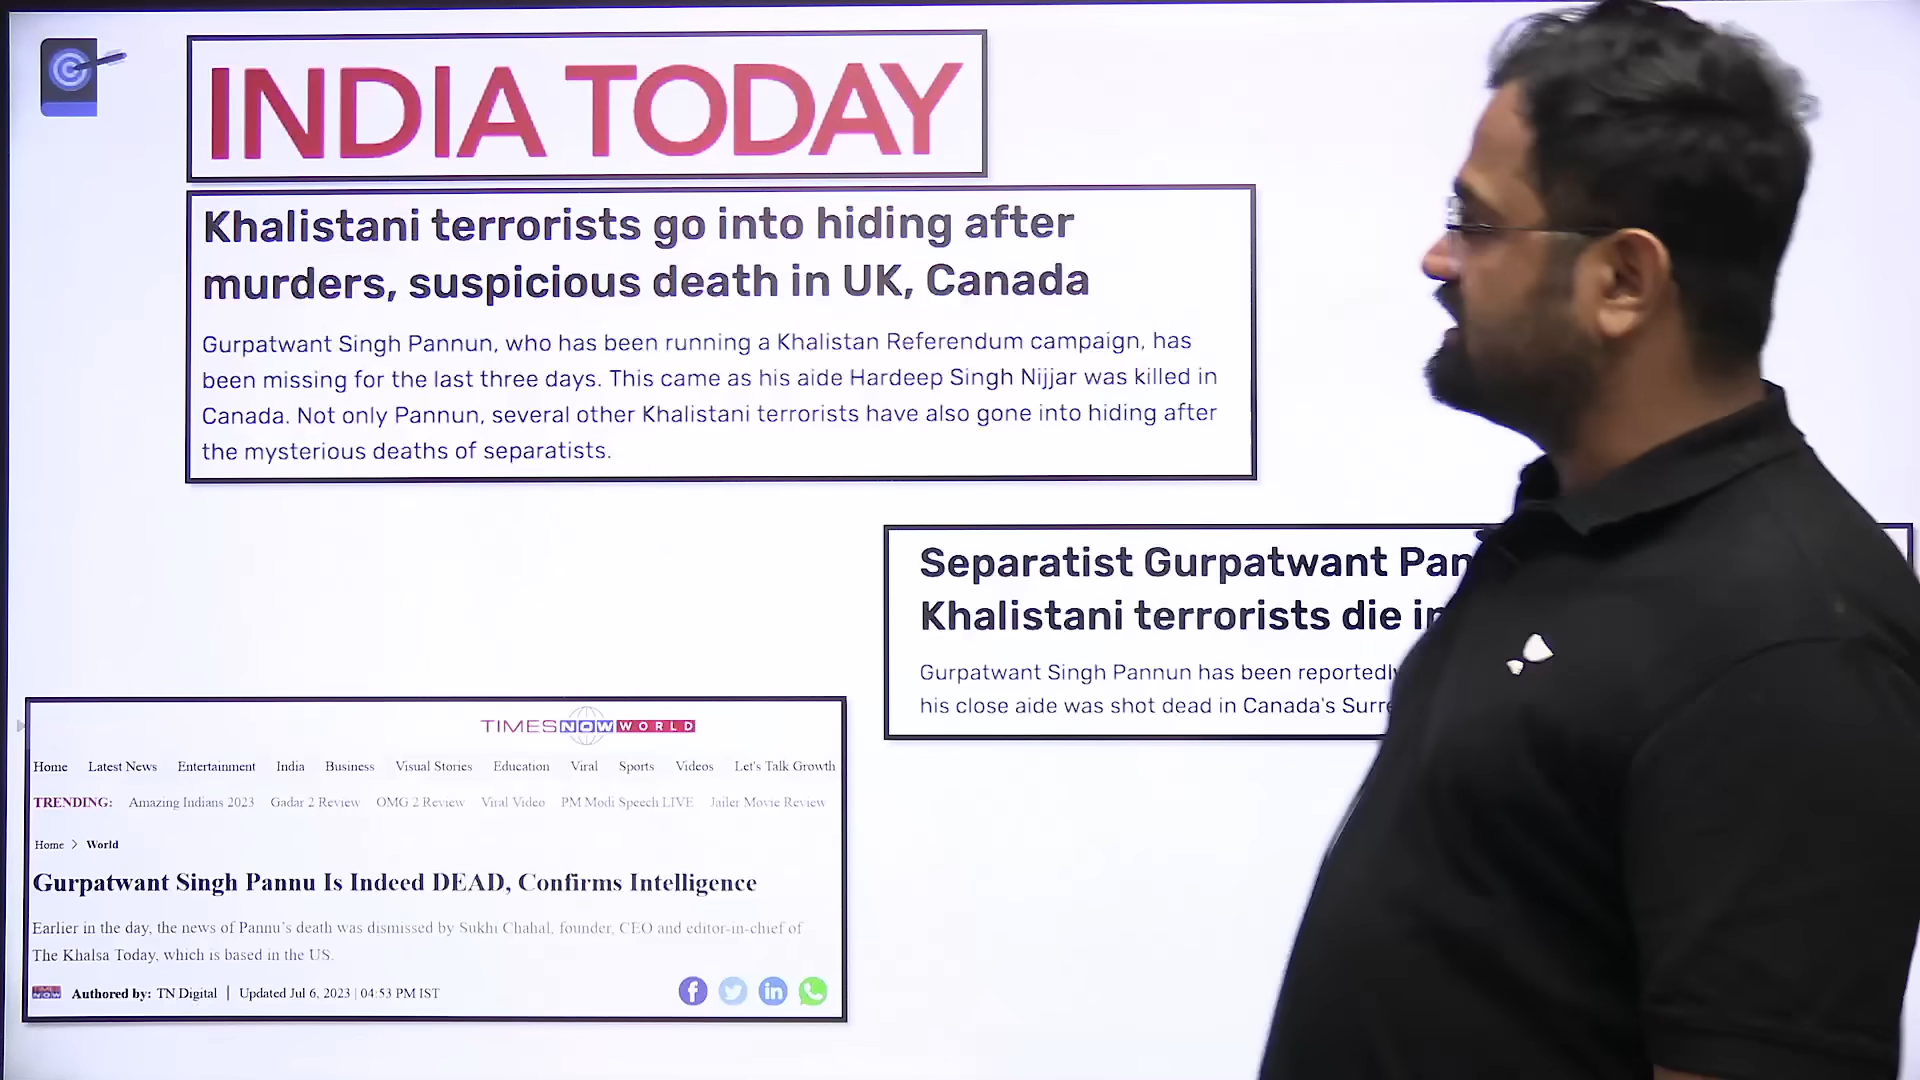 INDIA TODAY
Khalistani terrorists go into hiding after
murders, suspicious death in UK, Canada
Gurpatwant Singh Pannun, who has been running a Khalistan Referendum campaign, has
been missing for the last three days. This came as his aide Hardeep Singh Nijjar was killed in
Canada. Not only Pannun, several other Khalistani terrorists have also gone into hiding after
the mysterious deaths of separatists.
Separatist Gurpatwant
Khalistani terrorists die
Gurpatwant Singh Pannun has been reportedly
his close aide was shot dead in Canada's
TIMES NOW WORLD
Home Latest News Entertainment India Business Visual Stories Education Viral Sports Videos Let's Talk Growth
TRENDING: Amazing Indians 2023 Gadar 2 Review OMG 2 Review Viral Video PM Modi Speech LIVE Jailer Movie Review
Home > World
Gurpatwant Singh Pannu Is Indeed DEAD, Confirms Intelligence
Earlier in the day, the news of Pannu's death was dismissed by Sukhi Chahal, founder, CEO and editor-in-chief of
The Khalsa Today, which is based in the US.
Authored by: TN Digital | Updated Jul 6, 2023 | 04:53 PM IST